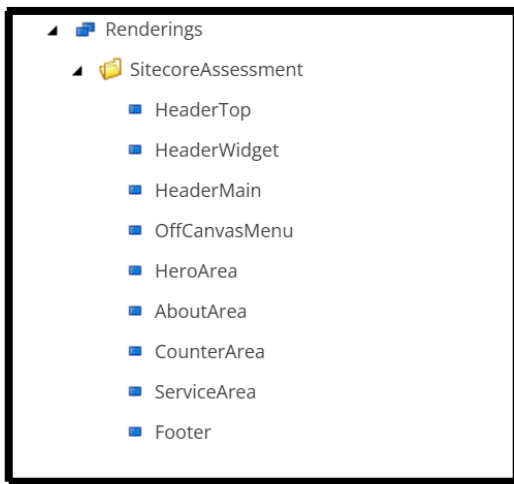 Renderings
SitecoreAssessment
HeaderTop
HeaderWidget
HeaderMain
OffCanvasMenu
HeroArea
AboutArea
CounterArea
ServiceArea
Footer